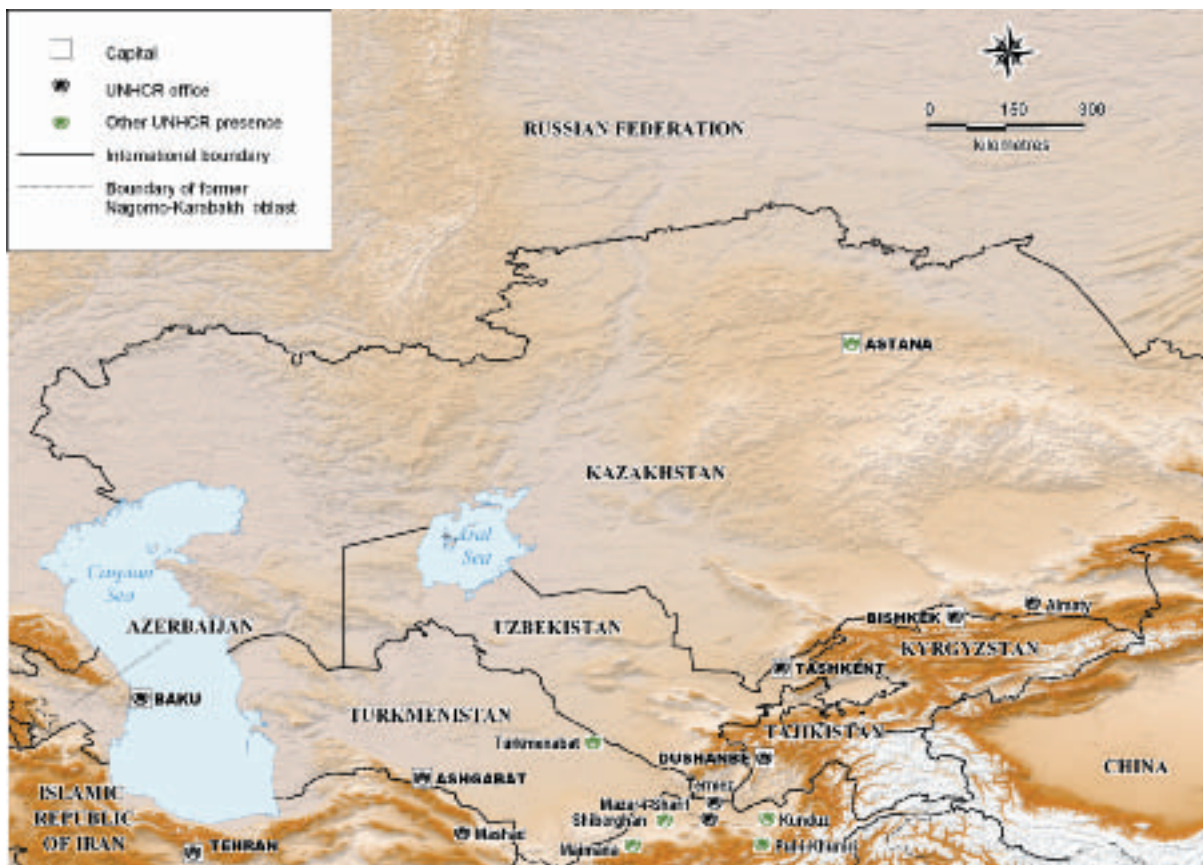 Capital
UNHCR office
Other UNHCR presence
International boundary
Boundary of former
Nagorno-Karabakh oblast
0 150 300
kilometres
RUSSIAN FEDERATION
ASTANA
KAZAKHSTAN
Aral
Sea
Caspian
Sea
AZERBAIJAN
UZBEKISTAN
BISHKEK
Almaty
KYRGYZSTAN
TASHKENT
BAKU
TURKMENISTAN
TAJIKISTAN
Turkmenabat
DUSHANBE
CHINA
ASHGABAT
Termez
ISLAMIC
REPUBLIC
OF IRAN
Mazar-I-Sharif
Shiberghan
Kunduz
Mashad
Maimana
Pul-I-Khumri
TEHRAN